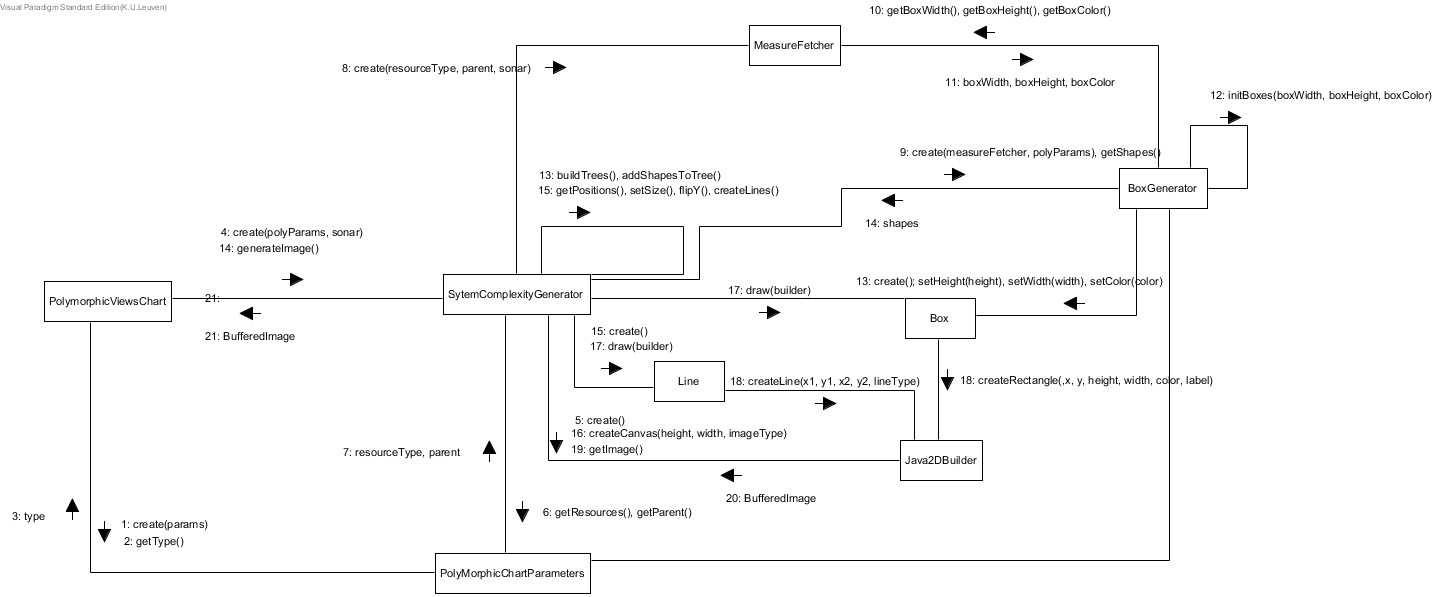 Visual Paradigm Standard Edition(K.U.Leuven)
10: getBoxWidth(), getBoxHeight(), getBoxColor()
MeasureFetcher
8: create(resourceType, parent, sonar)
11: boxWidth, boxHeight, boxColor
12: initBoxes(boxWidth, boxHeight, boxColor)
9: create(measureFetcher, polyParams), getShapes()
13: buildTrees(), addShapesToTree()
15: getPositions(), setSize(), flipY(), createLines()
BoxGenerator
14: shapes
4: create(polyParams, sonar)
14: generateImage()
PolymorphicViewsChart
21:
SytemComplexityGenerator
17: draw(builder)
13: create(); setHeight(height), setWidth(width), setColor(color)
Box
21: BufferedImage
15: create()
17: draw(builder)
Line
18: createLine(x1, y1, x2, y2, lineType)
18: createRectangle(,x, y, height, width, color, label)
5: create()
16: createCanvas(height, width, imageType)
19: getImage()
7: resourceType, parent
Java2DBuilder
20: BufferedImage
3: type
1: create(params)
2: getType()
6: getResources(), getParent()
PolyMorphicChartParameters